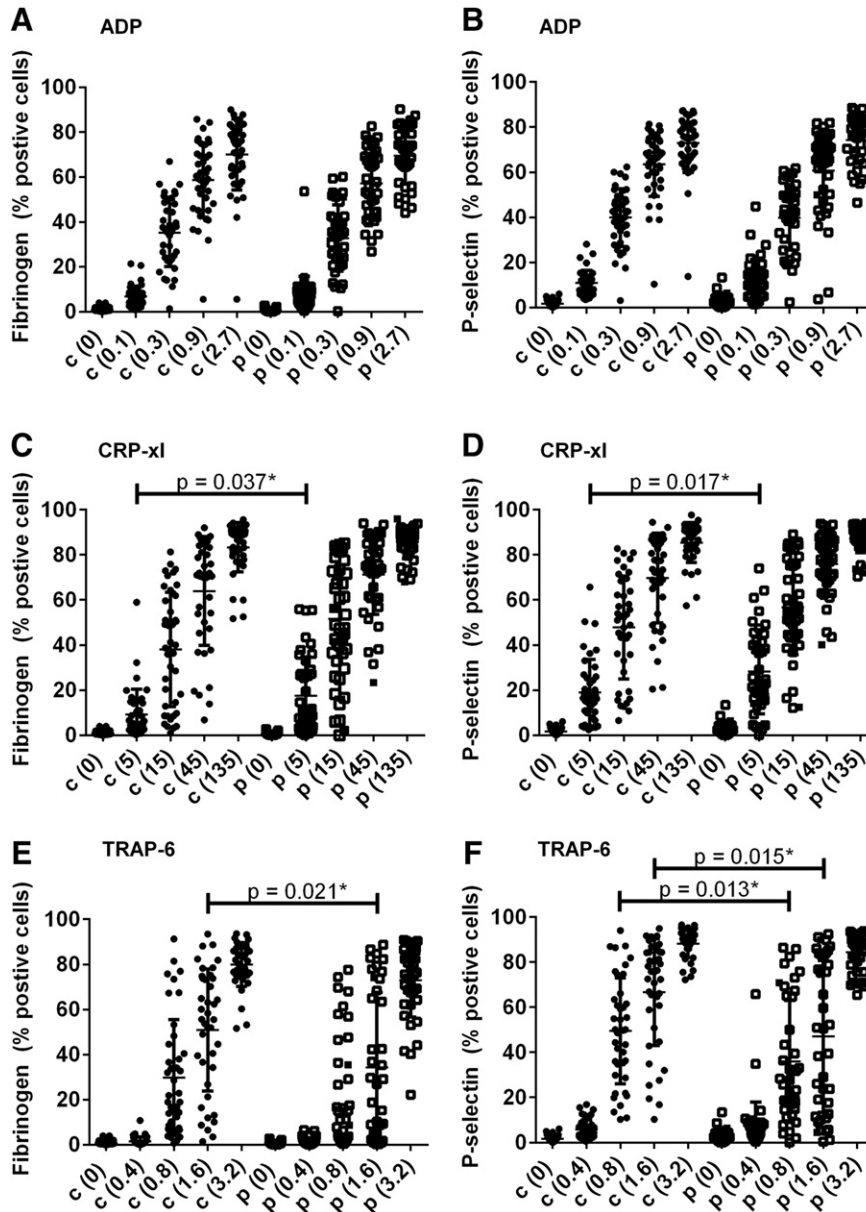 A ADP
Fibrinogen (% postive cells)
100
80
60
40
20
0
c (0) c (0.1) c (0.3) c (0.9) c (2.7) p (0) p (0.1) p (0.3) p (0.9) p (2.7)
B ADP
P-selectin (% postive cells)
100
80
60
40
20
0
c (0) c (0.1) c (0.3) c (0.9) c (2.7) p (0) p (0.1) p (0.3) p (0.9) p (2.7)
C CRP-xl
p = 0.037*
Fibrinogen (% postive cells)
100
80
60
40
20
0
c (0) c (5) c (15) c (45) c (135) p (0) p (5) p (15) p (45) p (135)
D CRP-xl
p = 0.017*
P-selectin (% postive cells)
100
80
60
40
20
0
c (0) c (5) c (15) c (45) c (135) p (0) p (5) p (15) p (45) p (135)
E TRAP-6
p = 0.021*
Fibrinogen (% postive cells)
100
80
60
40
20
0
c (0) c (0.4) c (0.8) c (1.6) c (3.2) p (0) p (0.4) p (0.8) p (1.6) p (3.2)
F TRAP-6
p = 0.015*
p = 0.013*
P-selectin (% postive cells)
100
80
60
40
20
0
c (0) c (0.4) c (0.8) c (1.6) c (3.2) p (0) p (0.4) p (0.8) p (1.6) p (3.2)